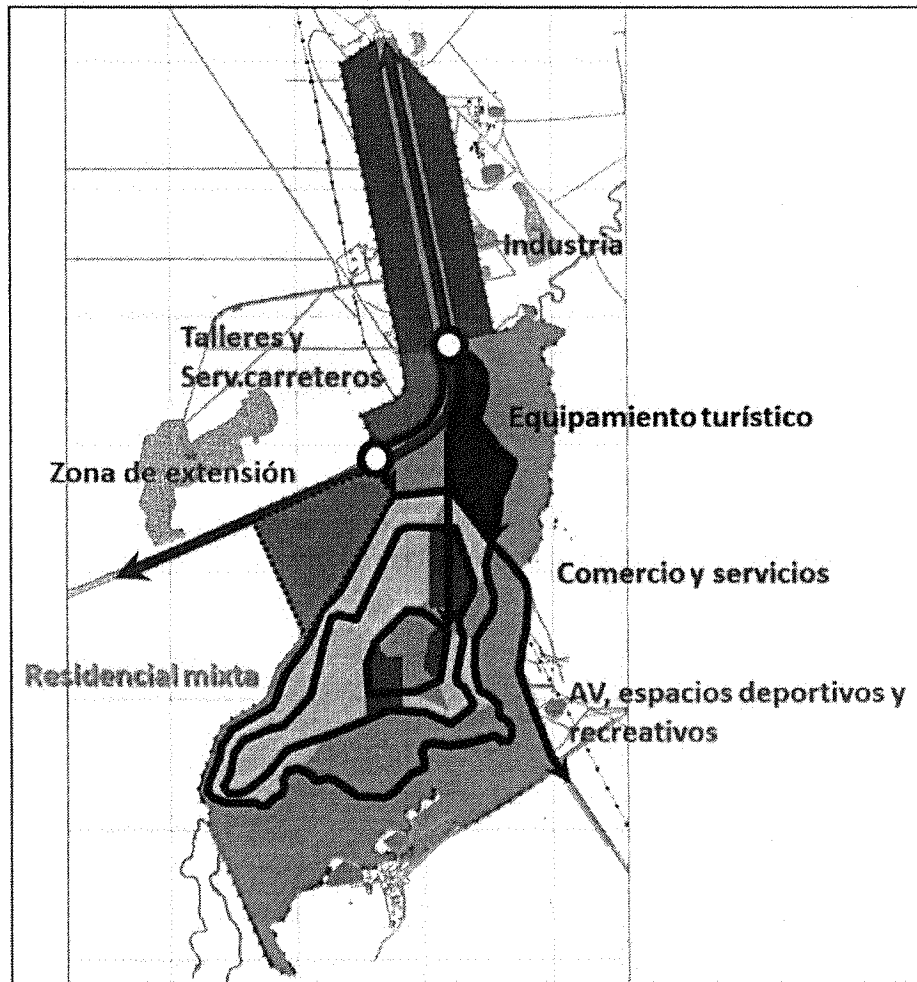 Industria
Talleres y
Serv.carreteros
Equipamiento turístico
Zona de extensión
Comercio y servicios
Residencial mixta
AV, espacios deportivos y
recreativos